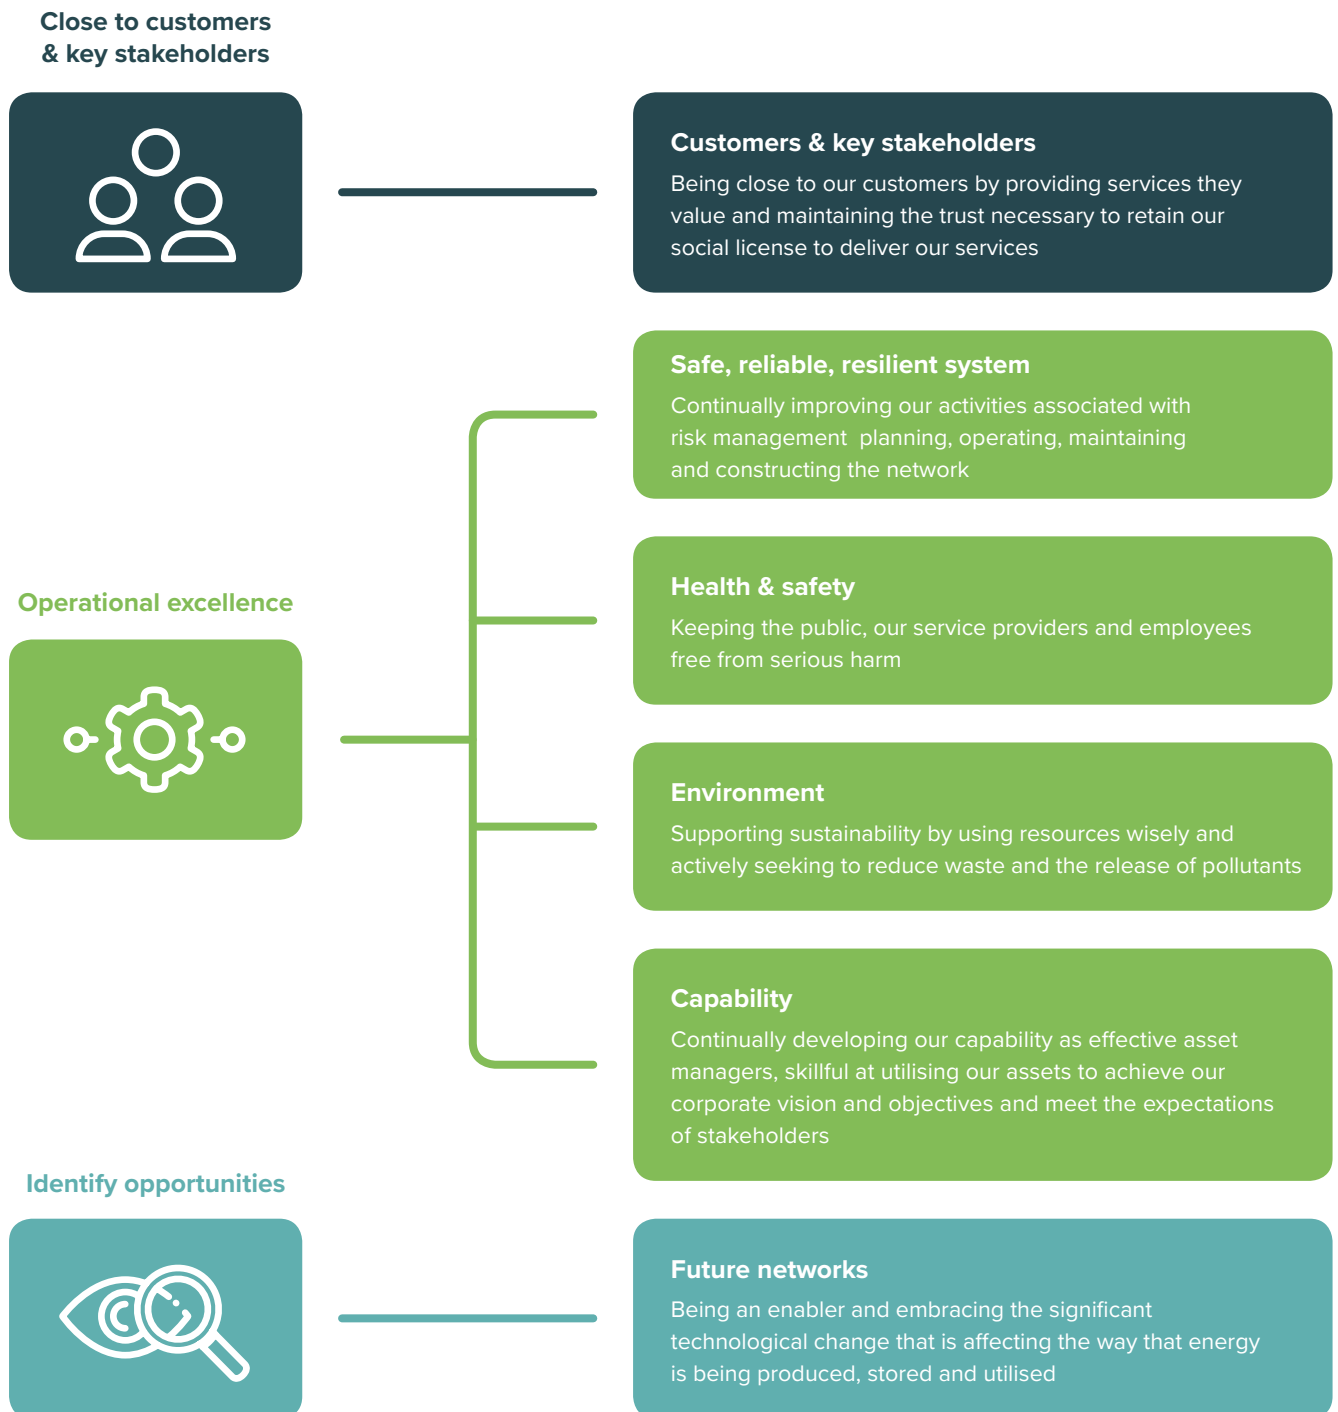 Close to customers
& key stakeholders
Customers & key stakeholders
Being close to our customers by providing services they
value and maintaining the trust necessary to retain our
social license to deliver our services
Operational excellence
Safe, reliable, resilient system
Continually improving our activities associated with
risk management  planning, operating, maintaining
and constructing the network
Health & safety
Keeping the public, our service providers and employees
free from serious harm
Environment
Supporting sustainability by using resources wisely and
actively seeking to reduce waste and the release of pollutants
Capability
Continually developing our capability as effective asset
managers, skillful at utilising our assets to achieve our
corporate vision and objectives and meet the expectations
of stakeholders
Identify opportunities
Future networks
Being an enabler and embracing the significant
technological change that is affecting the way that energy
is being produced, stored and utilised